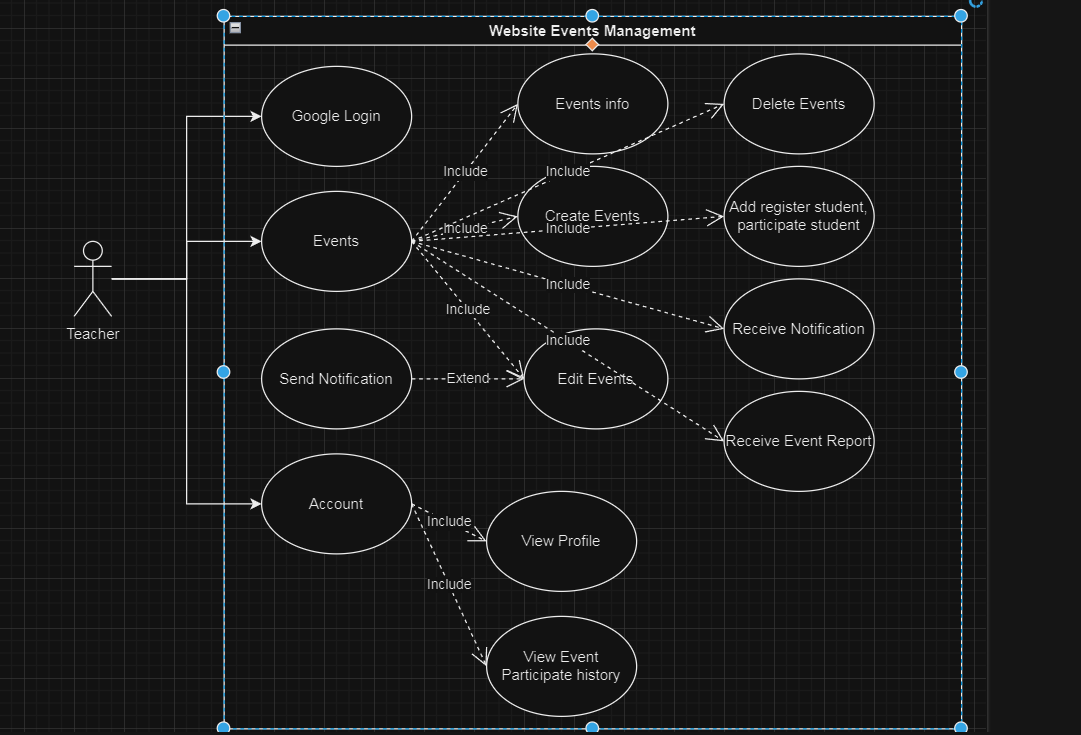 Website Events Management
Google Login
Events info
Delete Events
Include
Include
Events
Include
Create Events
Include
Add register student,
participate student
Include
Receive Notification
Teacher
Include
Include
Send Notification
Extend
Edit Events
Receive Event Report
Account
Include
View Profile
Include
View Event
Participate history